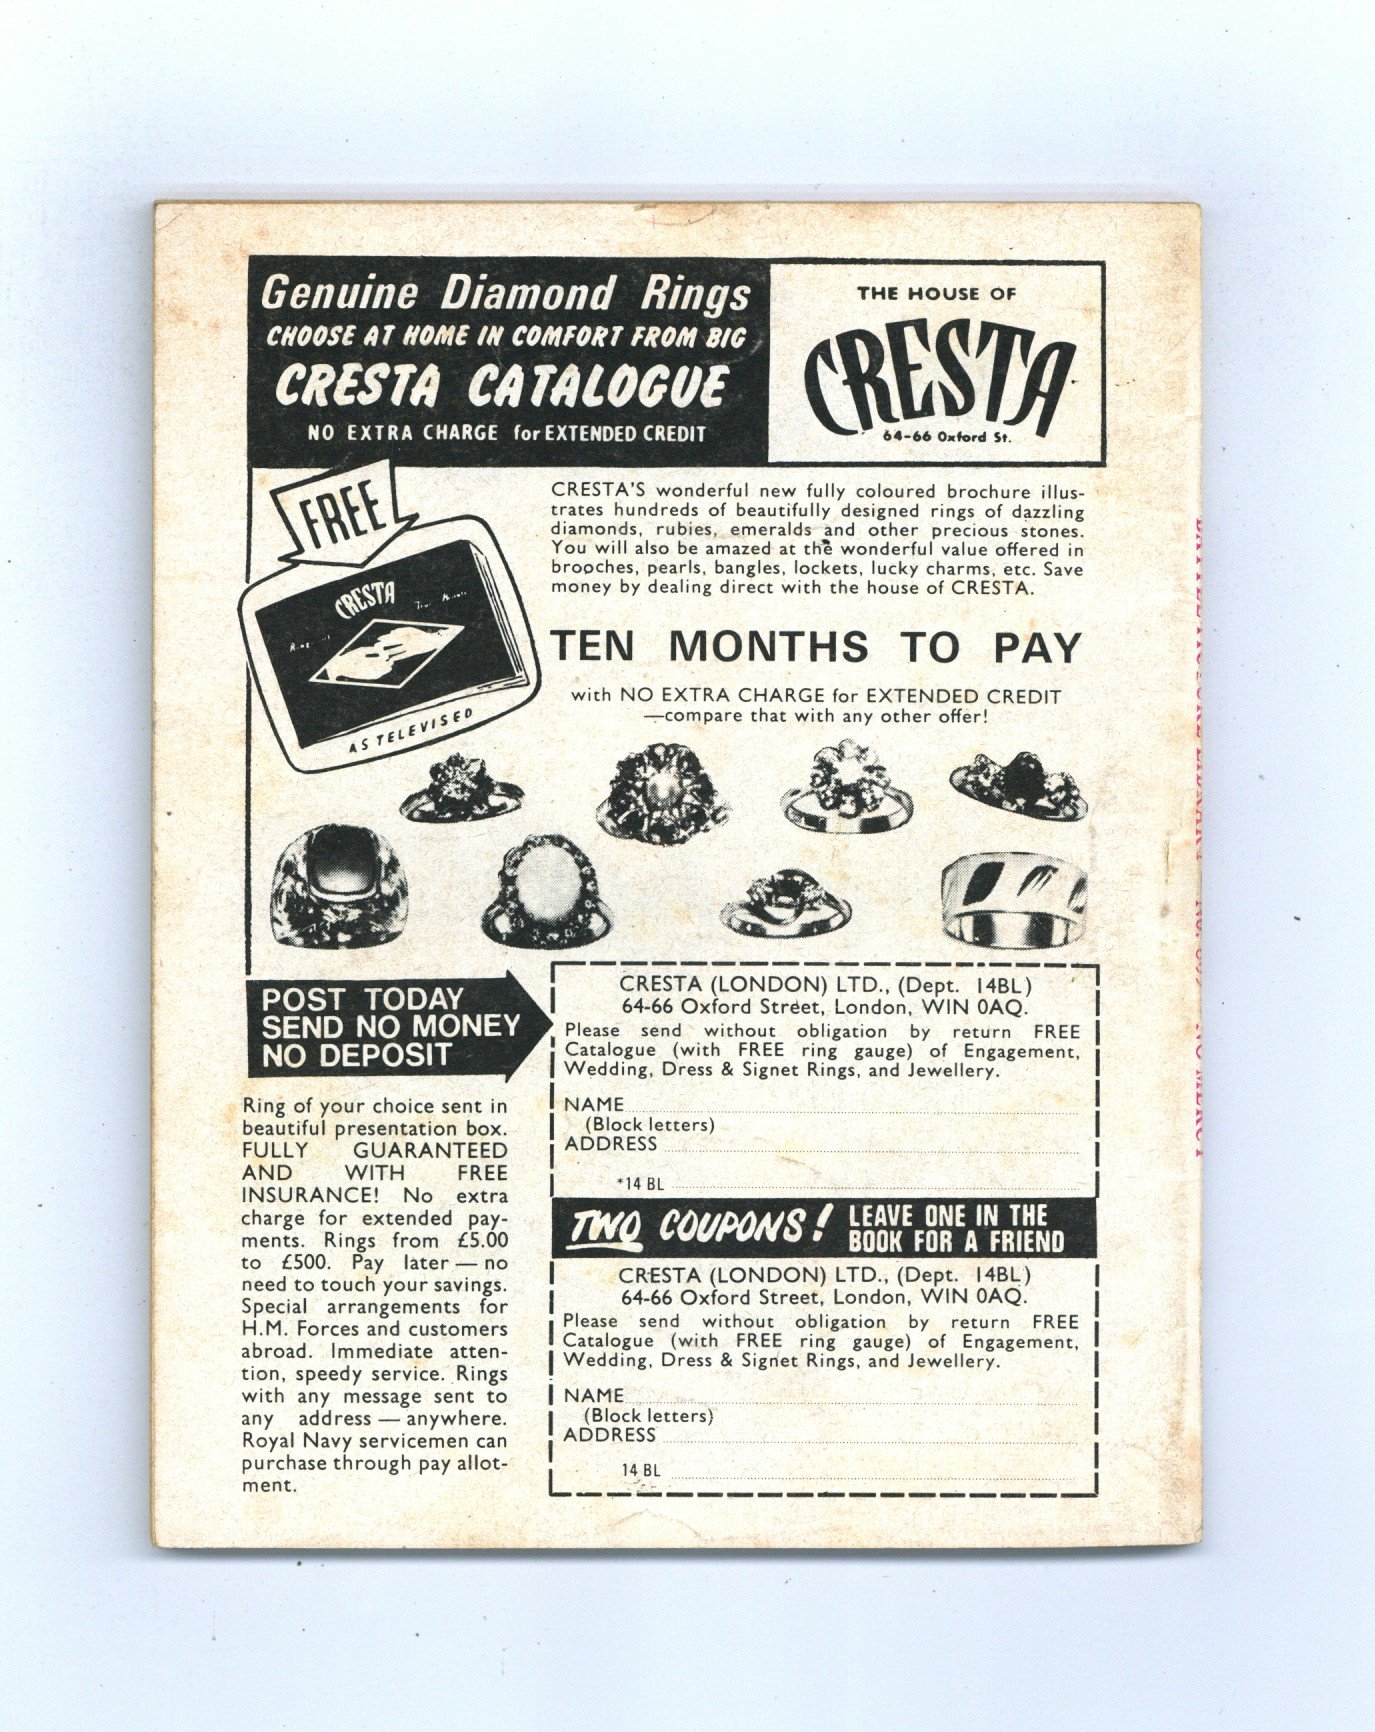 Genuine Diamond Rings
CHOOSE AT HOME IN COMFORT FROM BIG
CRESTA CATALOGUE
NO EXTRA CHARGE for EXTENDED CREDIT
THE HOUSE OF
CRESTA
64-66 Oxford St.
FREE
CRESTA
AS TELEVISED
CRESTA'S wonderful new fully coloured brochure illus-
trates hundreds of beautifully designed rings of dazzling
diamonds, rubies, emeralds and other precious stones.
You will also be amazed at the wonderful value offered in
brooches, pearls, bangles, lockets, lucky charms, etc. Save
money by dealing direct with the house of CRESTA.
TEN MONTHS TO PAY
with NO EXTRA CHARGE for EXTENDED CREDIT
—compare that with any other offer!
POST TODAY
SEND NO MONEY
NO DEPOSIT
Ring of your choice sent in
beautiful presentation box.
FULLY GUARANTEED
AND WITH FREE
INSURANCE! No extra
charge for extended pay-
ments. Rings from £5.00
to £500. Pay later — no
need to touch your savings.
Special arrangements for
H.M. Forces and customers
abroad. Immediate atten-
tion, speedy service. Rings
with any message sent to
any address — anywhere.
Royal Navy servicemen can
purchase through pay allot-
ment.
CRESTA (LONDON) LTD., (Dept. 14BL)
64-66 Oxford Street, London, WIN 0AQ.
Please send without obligation by return FREE
Catalogue (with FREE ring gauge) of Engagement,
Wedding, Dress & Signet Rings, and Jewellery.
NAME
(Block letters)
ADDRESS
*14 BL
TWO COUPONS! LEAVE ONE IN THE
BOOK FOR A FRIEND
CRESTA (LONDON) LTD., (Dept. 14BL)
64-66 Oxford Street, London, WIN 0AQ.
Please send without obligation by return FREE
Catalogue (with FREE ring gauge) of Engagement,
Wedding, Dress & Signet Rings, and Jewellery.
NAME
(Block letters)
ADDRESS
14 BL